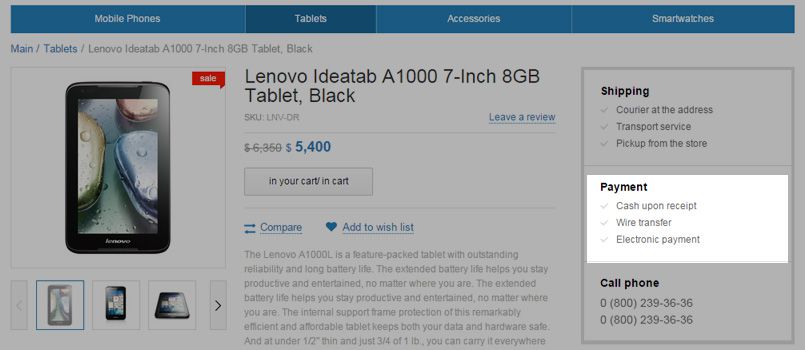 Mobile Phones
Tablets
Accessories
Smartwatches
Main / Tablets / Lenovo Ideatab A1000 7-Inch 8GB Tablet, Black
sale
lenovo
Lenovo Ideatab A1000 7-Inch 8GB
Tablet, Black
SKU: LNV-DR
Leave a review
$ 6,350 $ 5,400
in your cart/ in cart
Compare
Add to wish list
The Lenovo A1000L is a feature-packed tablet with outstanding
reliability and long battery life. The extended battery life helps you stay
productive and entertained, no matter where you are. The extended
battery life helps you stay productive and entertained, no matter where
you are. The internal support frame protection of this remarkably
efficient and affordable tablet keeps both your data and hardware safe.
And at under 1/2" thin and just 3/4 of 1 lb., you can carry it everywhere
Shipping
Courier at the address
Transport service
Pickup from the store
Payment
Cash upon receipt
Wire transfer
Electronic payment
Call phone
0 (800) 239-36-36
0 (800) 239-36-36